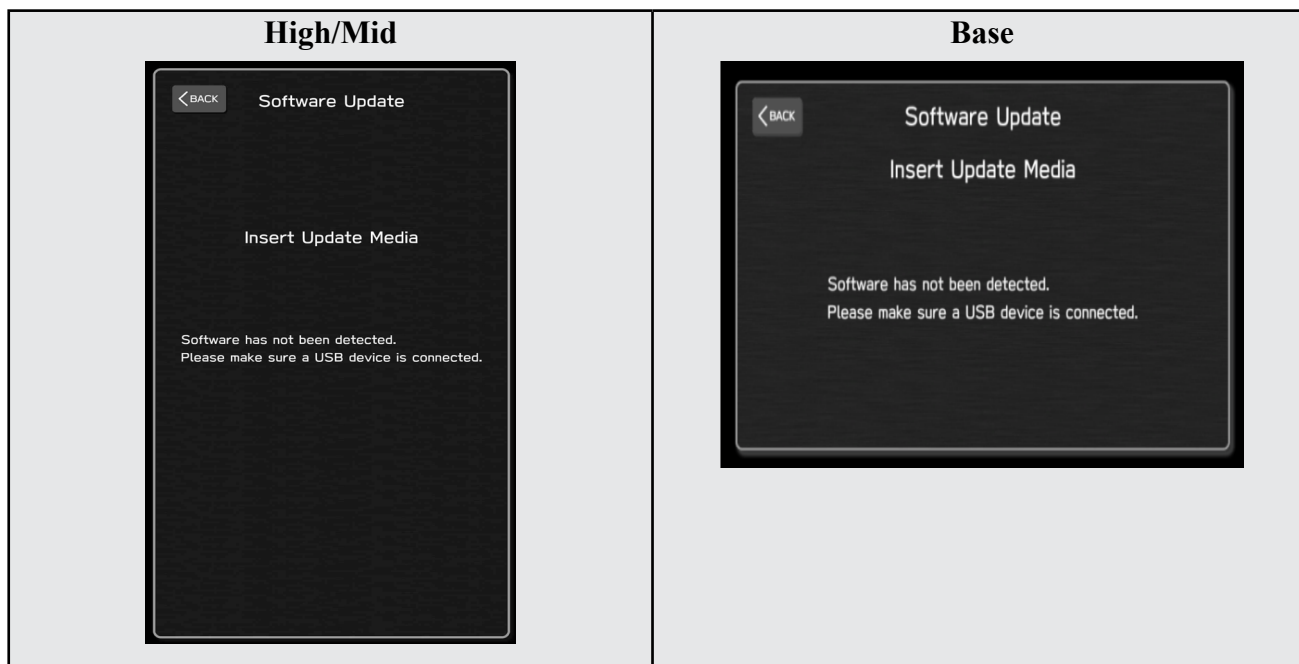 High/Mid
BACK
Software Update
Insert Update Media
Software has not been detected.
Please make sure a USB device is connected.
Base
BACK
Software Update
Insert Update Media
Software has not been detected.
Please make sure a USB device is connected.